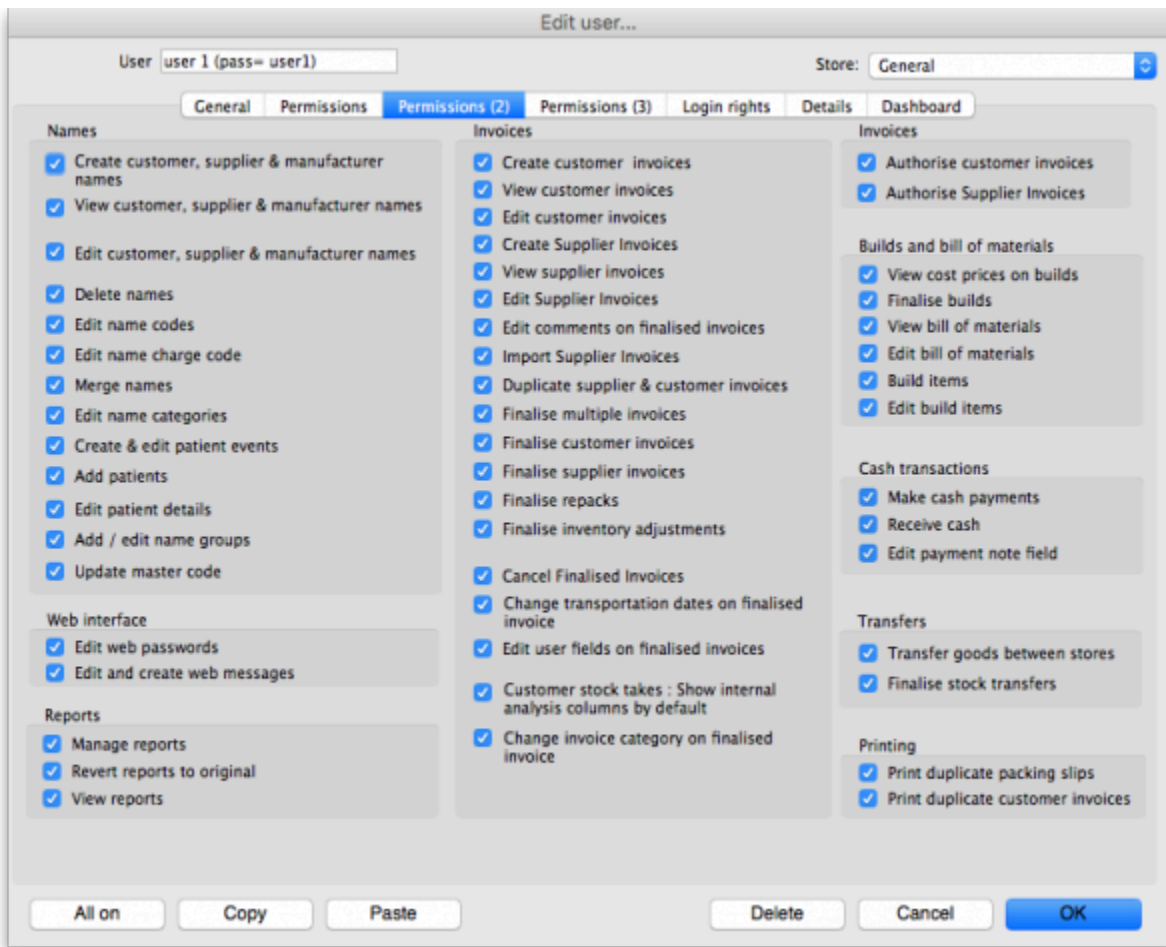 Edit user...
User user 1 (pass= user1)
Store: General
General Permissions Permissions (2) Permissions (3) Login rights Details Dashboard
Names
Create customer, supplier & manufacturer
names
View customer, supplier & manufacturer names
Edit customer, supplier & manufacturer names
Delete names
Edit name codes
Edit name charge code
Merge names
Edit name categories
Create & edit patient events
Add patients
Edit patient details
Add / edit name groups
Update master code
Web interface
Edit web passwords
Edit and create web messages
Reports
Manage reports
Revert reports to original
View reports
Invoices
Create customer invoices
View customer invoices
Edit customer invoices
Create Supplier Invoices
View supplier invoices
Edit Supplier Invoices
Edit comments on finalised invoices
Import Supplier Invoices
Duplicate supplier & customer invoices
Finalise multiple invoices
Finalise customer invoices
Finalise supplier invoices
Finalise repacks
Finalise inventory adjustments
Cancel Finalised Invoices
Change transportation dates on finalised
invoice
Edit user fields on finalised invoices
Customer stock takes : Show internal
analysis columns by default
Change invoice category on finalised
invoice
Invoices
Authorise customer invoices
Authorise Supplier Invoices
Builds and bill of materials
View cost prices on builds
Finalise builds
View bill of materials
Edit bill of materials
Build items
Edit build items
Cash transactions
Make cash payments
Receive cash
Edit payment note field
Transfers
Transfer goods between stores
Finalise stock transfers
Printing
Print duplicate packing slips
Print duplicate customer invoices
All on Copy Paste Delete Cancel OK